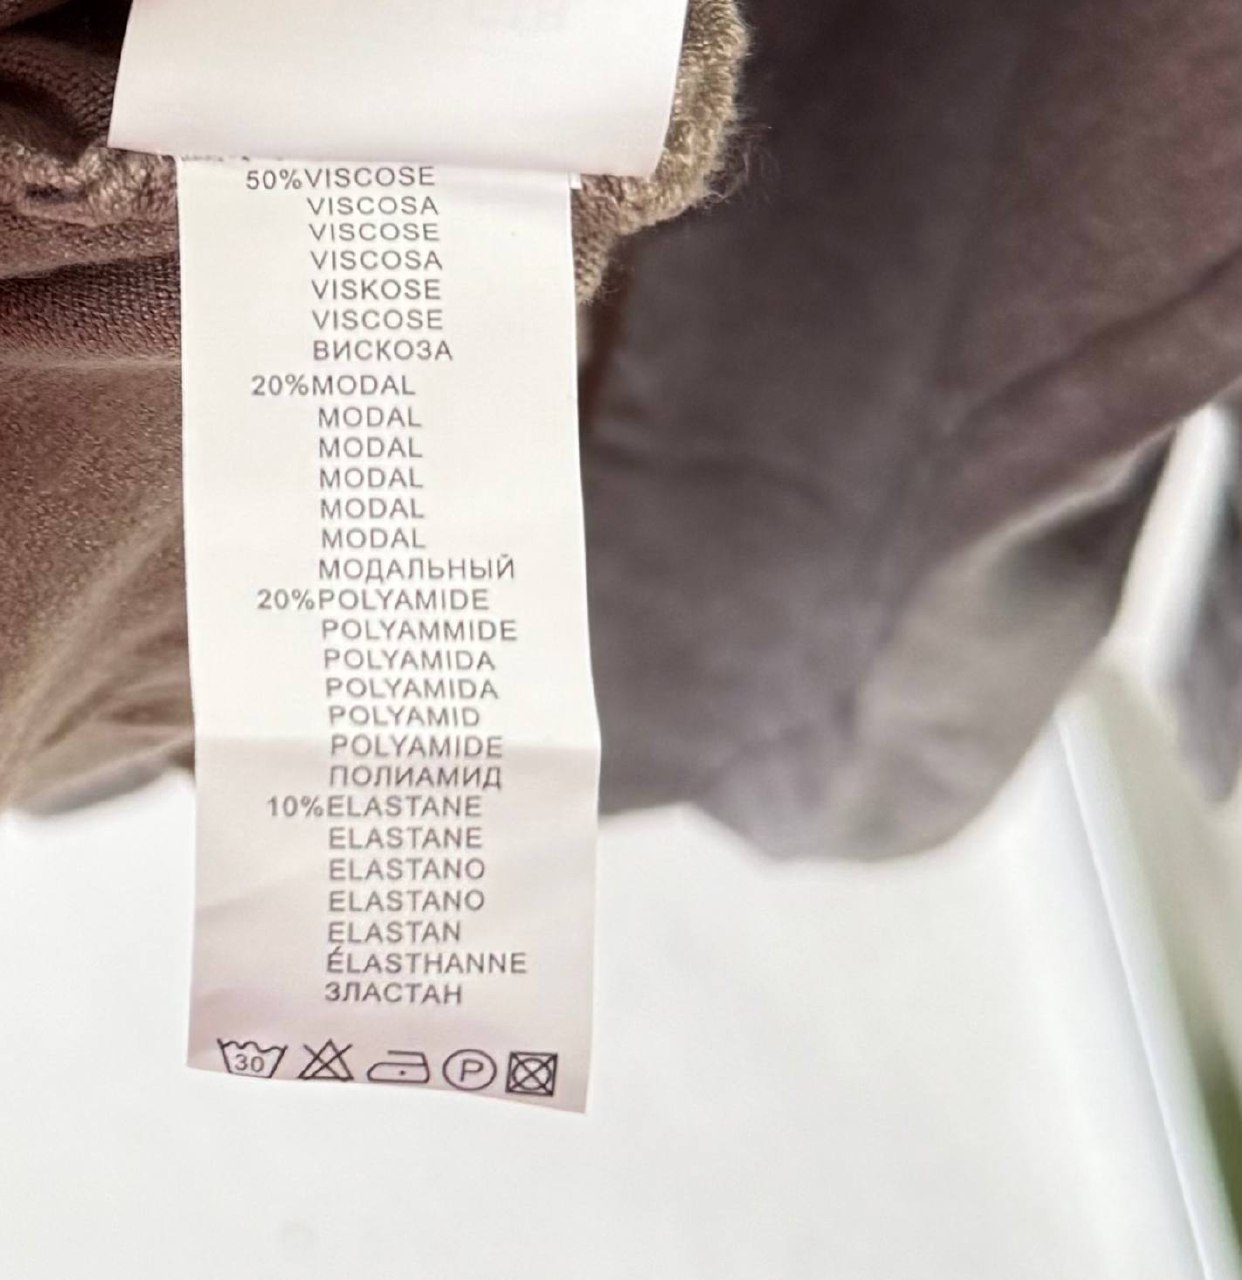 50%VISCOSE
VISCOSA
VISCOSE
VISCOSA
VISKOSE
VISCOSE
ВИСКОЗА
20%MODAL
MODAL
MODAL
MODAL
MODAL
MODAL
МОДАЛЬНЫЙ
20%POLYAMIDE
POLYAMMIDE
POLYAMIDA
POLYAMIDA
POLYAMID
POLYAMIDE
ПОЛИАМИД
10%ELASTANE
ELASTANE
ELASTANO
ELASTANO
ELASTAN
ÉLASTHANNE
ЗЛАСТАН
30 P